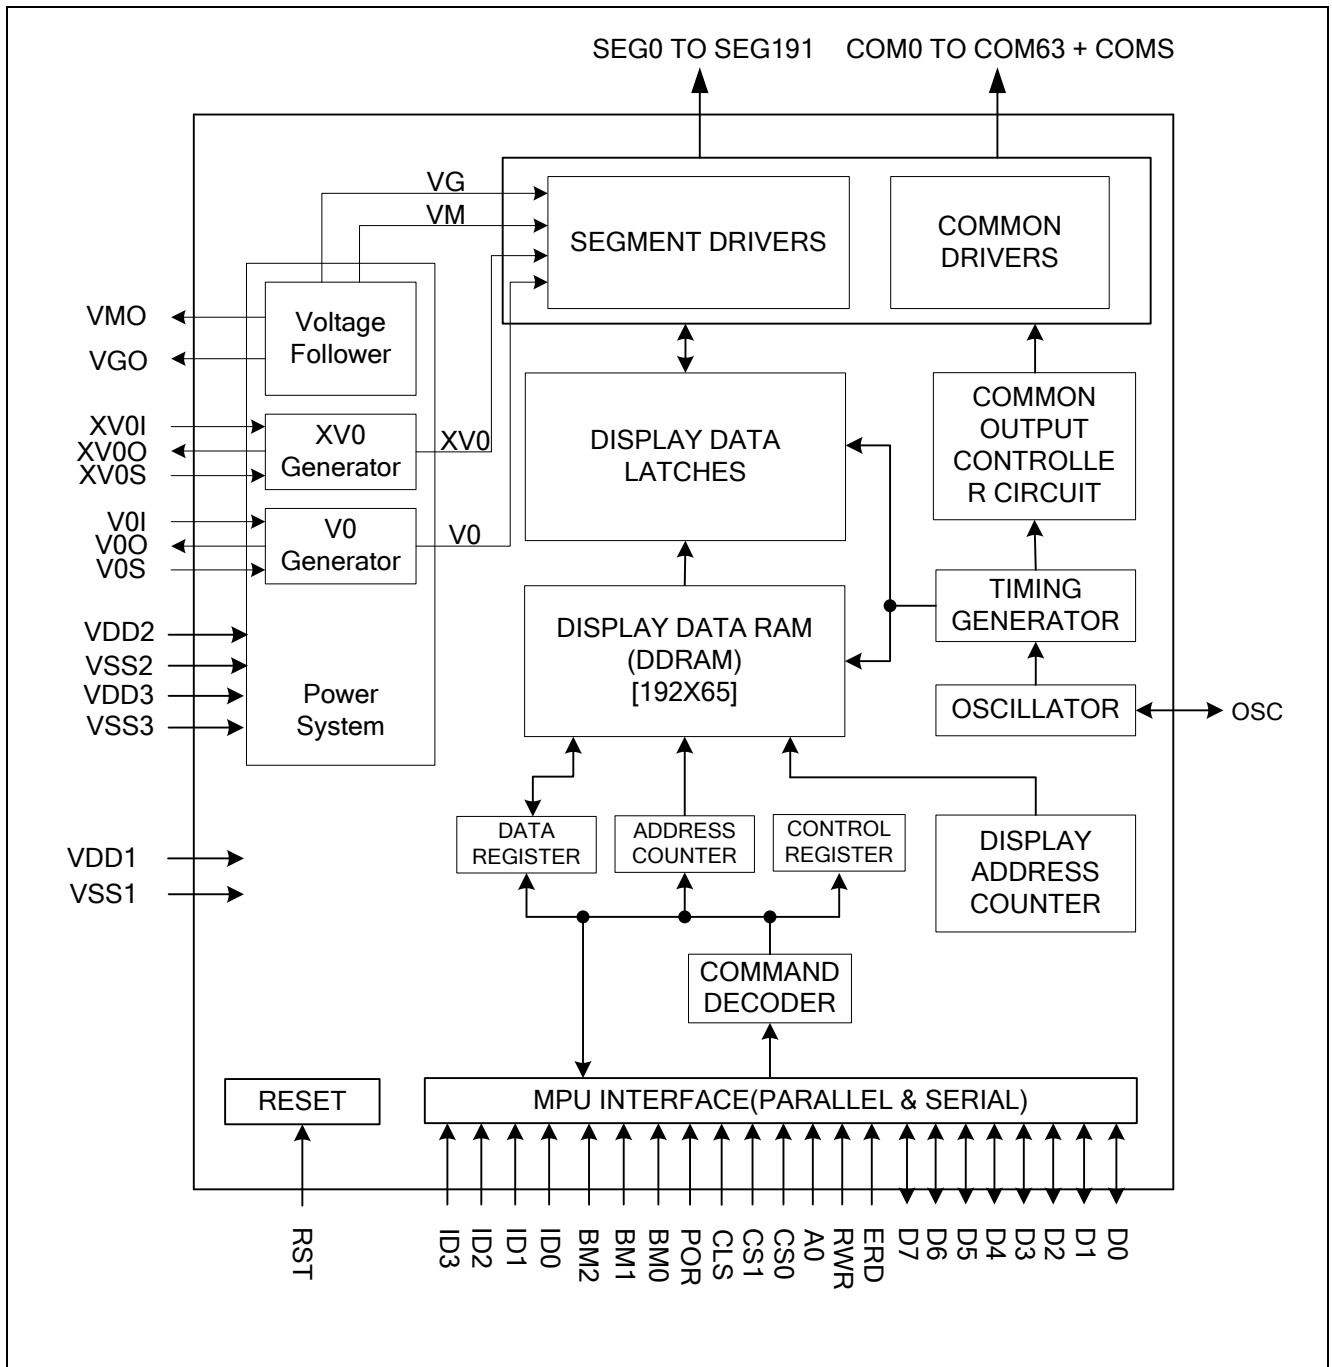 SEG0 TO SEG191
COM0 TO COM63 + COMS
VG
VM
SEGMENT DRIVERS
COMMON
DRIVERS
VMO
VGO
Voltage
Follower
XV0I
XV0O
XV0S
XV0
Generator
XV0
V0I
V0O
V0S
V0
Generator
V0
DISPLAY DATA
LATCHES
COMMON
OUTPUT
CONTROLLE
R CIRCUIT
TIMING
GENERATOR
DISPLAY DATA RAM
(DDRAM)
[192X65]
VDD2
VSS2
VDD3
VSS3
Power
System
OSCILLATOR
OSC
DATA
REGISTER
ADDRESS
COUNTER
CONTROL
REGISTER
DISPLAY
ADDRESS
COUNTER
VDD1
VSS1
COMMAND
DECODER
RESET
MPU INTERFACE(PARALLEL & SERIAL)
RST
ID3
ID2
ID1
ID0
BM2
BM1
BM0
POR
CLS
CS1
CS0
A0
RWR
ERD
D7
D6
D5
D4
D3
D2
D1
D0